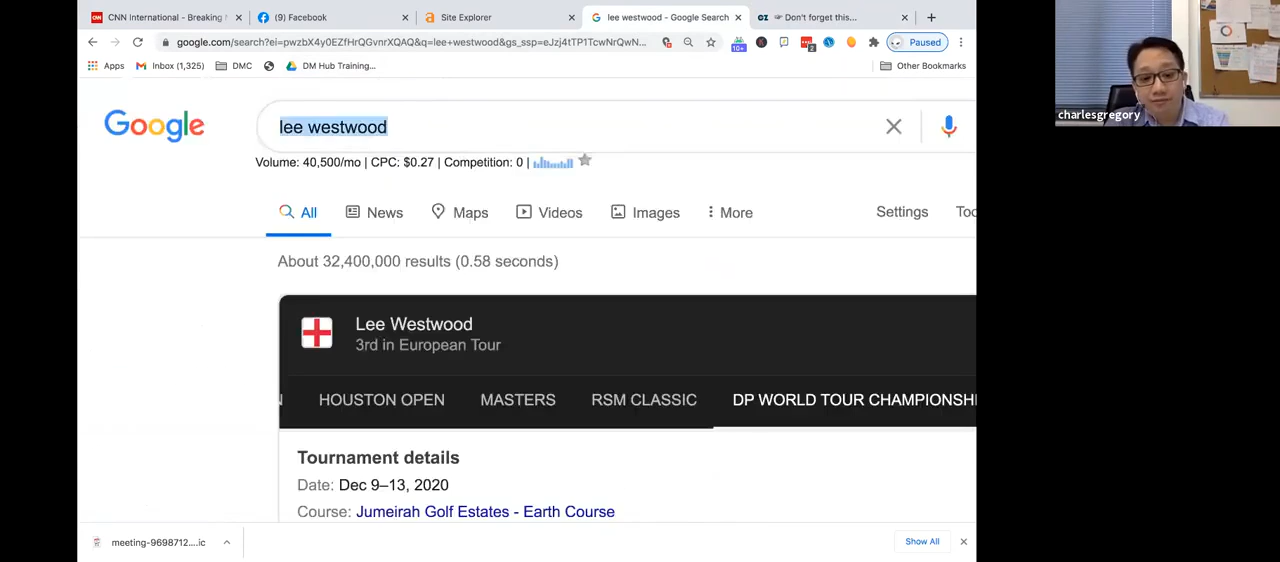 CNN International - Breaking
(9) Facebook
Site Explorer
lee westwood - Google Search
Don't forget this...
google.com/search?ei=pwzbX4y0EZfHrQGvnrXQAQ&q=lee+westwood&gs_ssp=eJzj4tTP1TcwNrQwN...
10+
2
Paused
Apps
Inbox (1,325)
DMC
DM Hub Training...
Other Bookmarks
charlesgregory
Google
lee westwood
Volume: 40,500/mo | CPC: $0.27 | Competition: 0 |
All
News
Maps
Videos
Images
More
Settings
Too
About 32,400,000 results (0.58 seconds)
Lee Westwood
3rd in European Tour
HOUSTON OPEN
MASTERS
RSM CLASSIC
DP WORLD TOUR CHAMPIONSHI
Tournament details
Date: Dec 9–13, 2020
Course: Jumeirah Golf Estates - Earth Course
meeting-9698712....ic
Show All